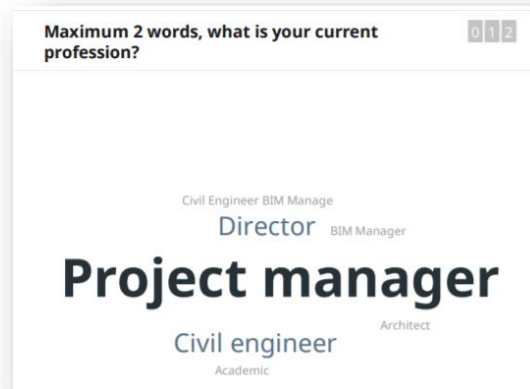 Maximum 2 words, what is your current
profession?
0 1 2
Civil Engineer BIM Manage
Director
BIM Manager
Project manager
Architect
Civil engineer
Academic